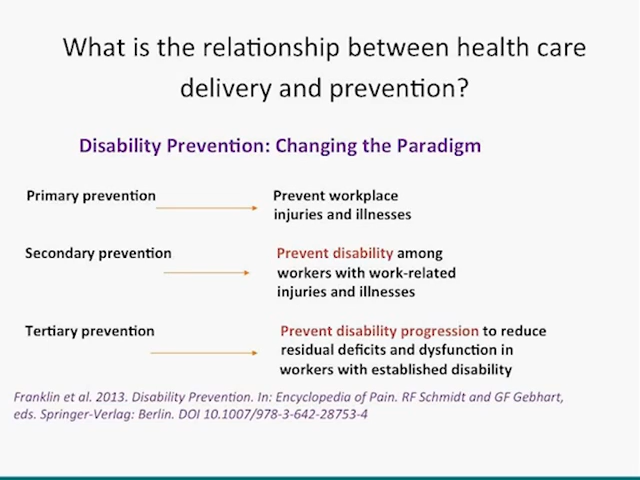 What is the relationship between health care
delivery and prevention?
Disability Prevention: Changing the Paradigm
Primary prevention
Prevent workplace
injuries and illnesses
Secondary prevention
Prevent disability among
workers with work-related
injuries and illnesses
Tertiary prevention
Prevent disability progression to reduce
residual deficits and dysfunction in
workers with established disability
Franklin et al. 2013. Disability Prevention. In: Encyclopedia of Pain. RF Schmidt and GF Gebhart,
eds. Springer-Verlag: Berlin. DOI 10.1007/978-3-642-28753-4